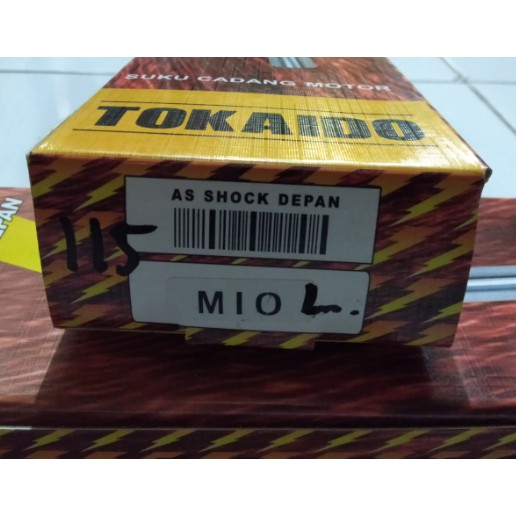 SUKU CADANG MOTOR
TOKAIDO
AS SHOCK DEPAN
115
MIO L.